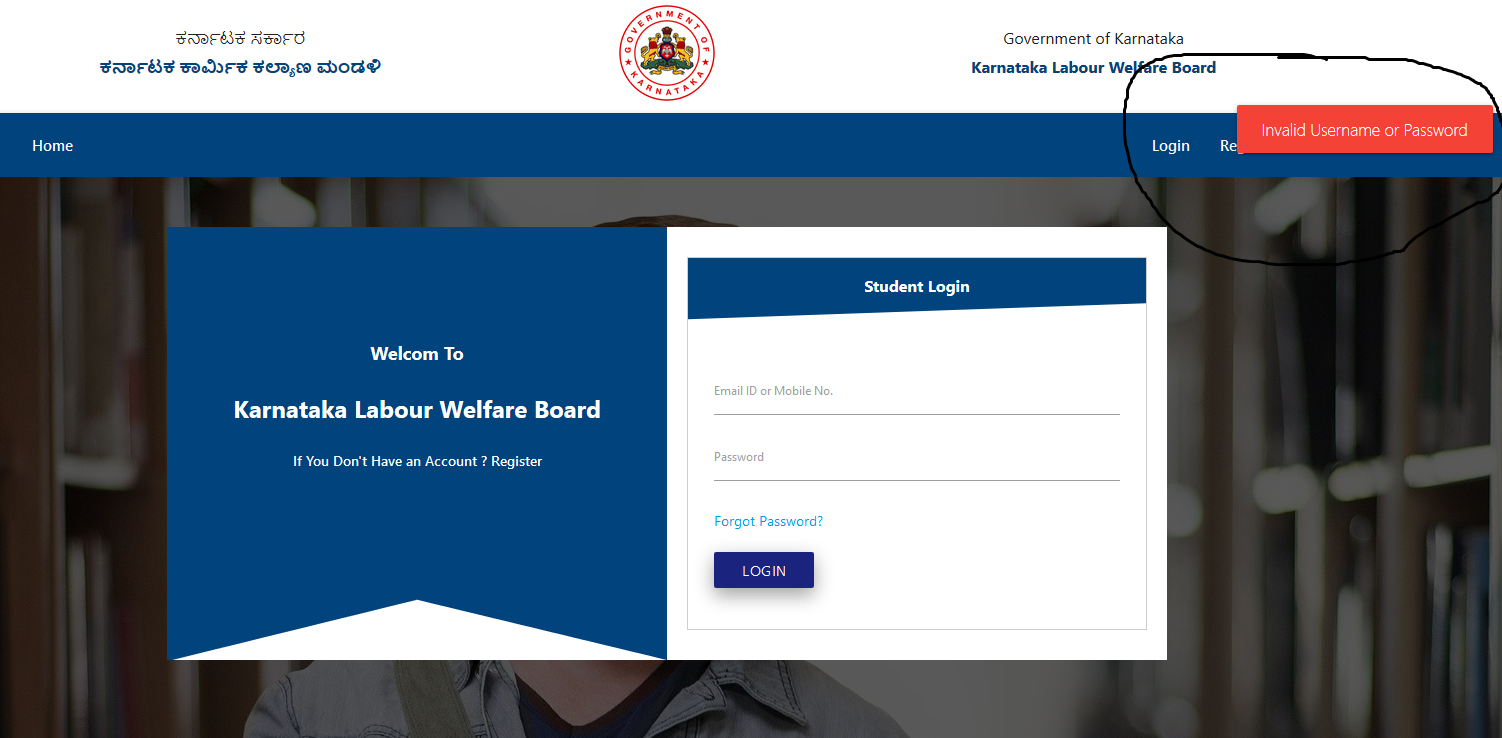 ಕರ್ನಾಟಕ ಸರ್ಕಾರ
ಕರ್ನಾಟಕ ಕಾರ್ಮಿಕ ಕಲ್ಯಾಣ ಮಂಡಳಿ
GOVERNMENT OF
KARNATAKA
Government of Karnataka
Karnataka Labour Welfare Board
Invalid Username or Password
Home
Login
Welcom To
Karnataka Labour Welfare Board
If You Don't Have an Account ? Register
Student Login
Email ID or Mobile No.
Password
Forgot Password?
LOGIN